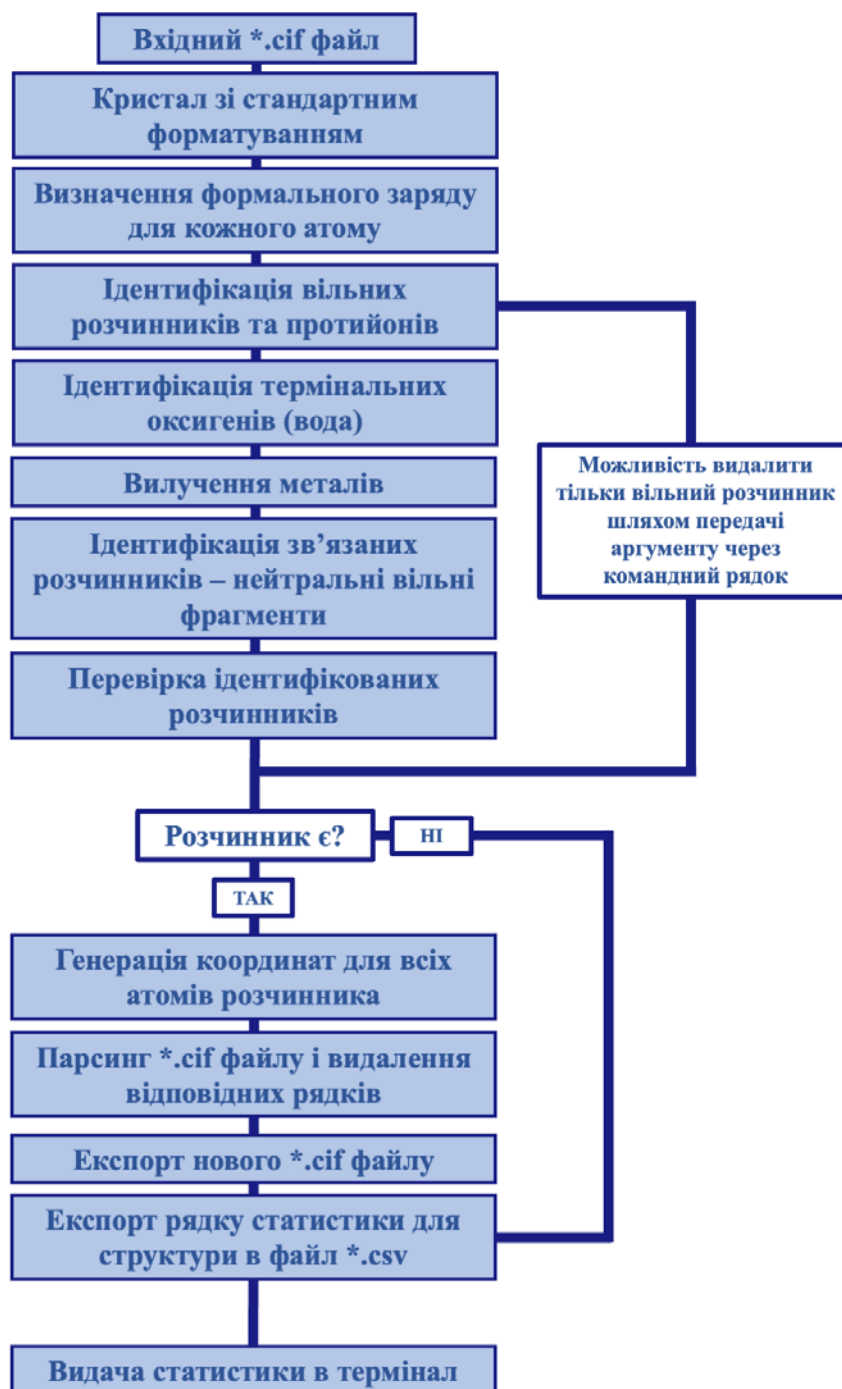 Вхідний *.cif файл
Кристал зі стандартним
форматуванням
Визначення формального заряду
для кожного атому
Ідентифікація вільних
розчинників та протийонів
Ідентифікація термінальних
оксигенів (вода)
Вилучення металів
Ідентифікація зв’язаних
розчинників – нейтральні вільні
фрагменти
Перевірка ідентифікованих
розчинників
Можливість видалити
тільки вільний розчинник
шляхом передачі
аргументу через
командний рядок
Розчинник є?
НІ
ТАК
Генерація координат для всіх
атомів розчинника
Парсинг *.cif файлу і видалення
відповідних рядків
Експорт нового *.cif файлу
Експорт рядку статистики для
структури в файл *.csv
Видача статистики в термінал